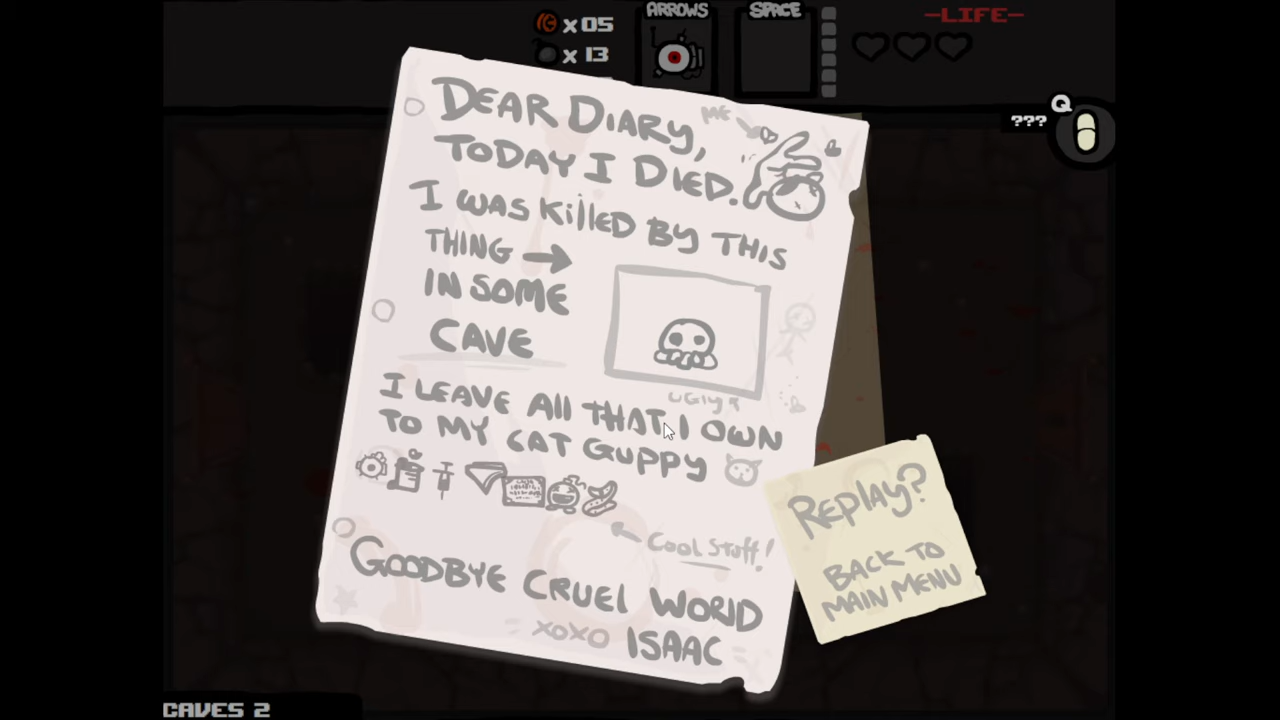 ARROWS SPACE -LIFE-
x05
x 13
Q
???
DEAR DIARY,
ME
TODAY I DIED.
I WAS KillED BY THIS
THING
IN SOME
CAVE
UGly
I LEAVE All THAT I OWN
TO MY CAT GUPPY
COOL STUFF!
GOODBYE CRUEL WORLD
XOXO ISAAC
REPLAY?
BACK TO
MAIN MENU
CAVES 2